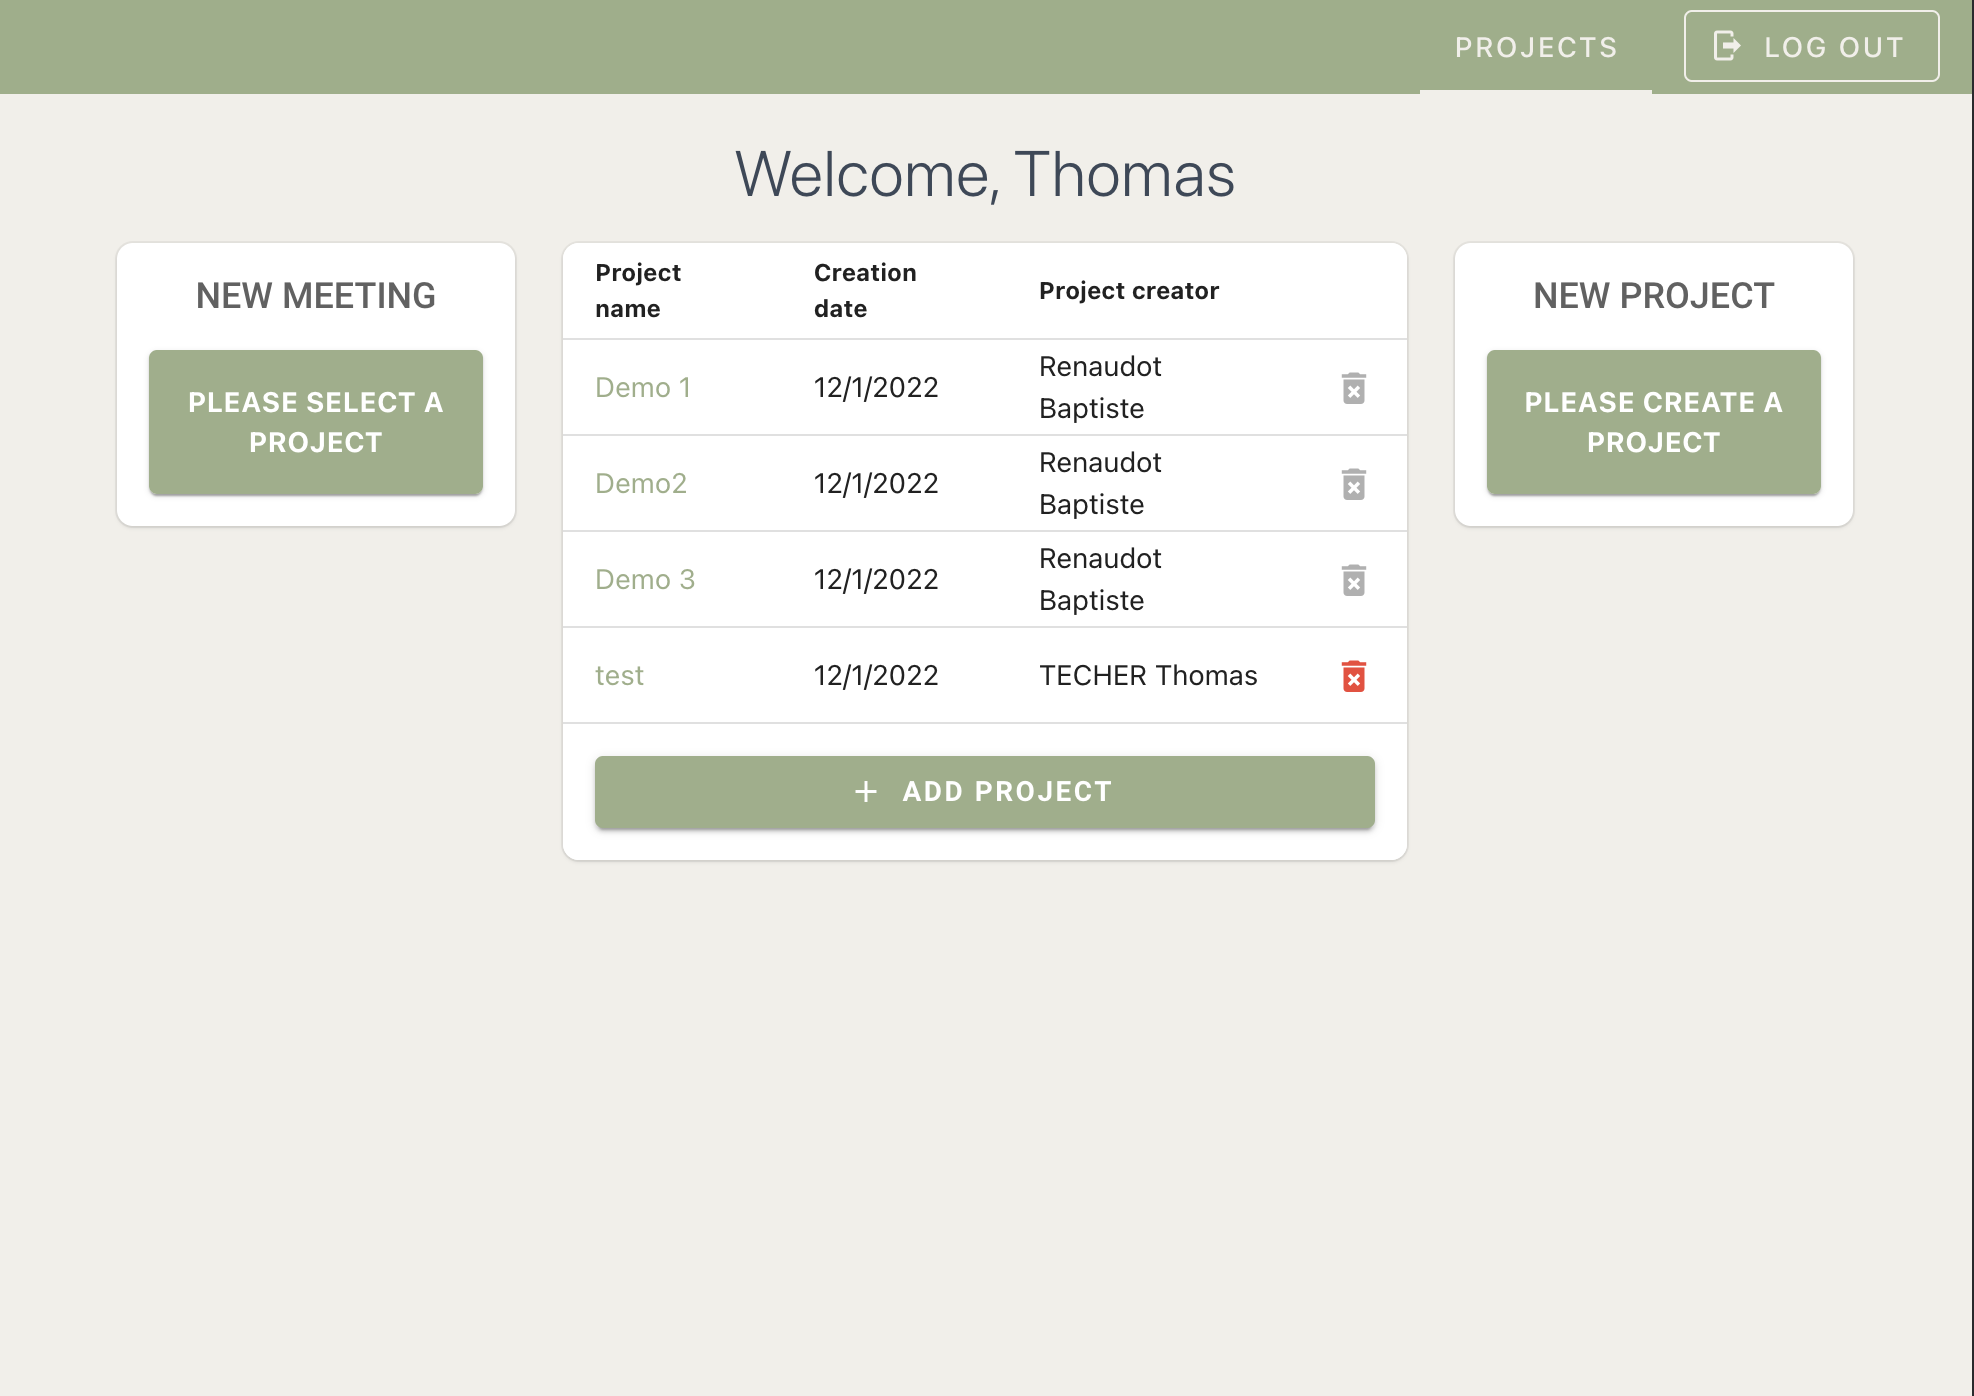 PROJECTS
LOG OUT
Welcome, Thomas
NEW MEETING
PLEASE SELECT A
PROJECT
Project
name
Creation
date
Project creator
Demo 1
12/1/2022
Renaudot
Baptiste
Demo2
12/1/2022
Renaudot
Baptiste
Demo 3
12/1/2022
Renaudot
Baptiste
test
12/1/2022
TECHER Thomas
+ ADD PROJECT
NEW PROJECT
PLEASE CREATE A
PROJECT